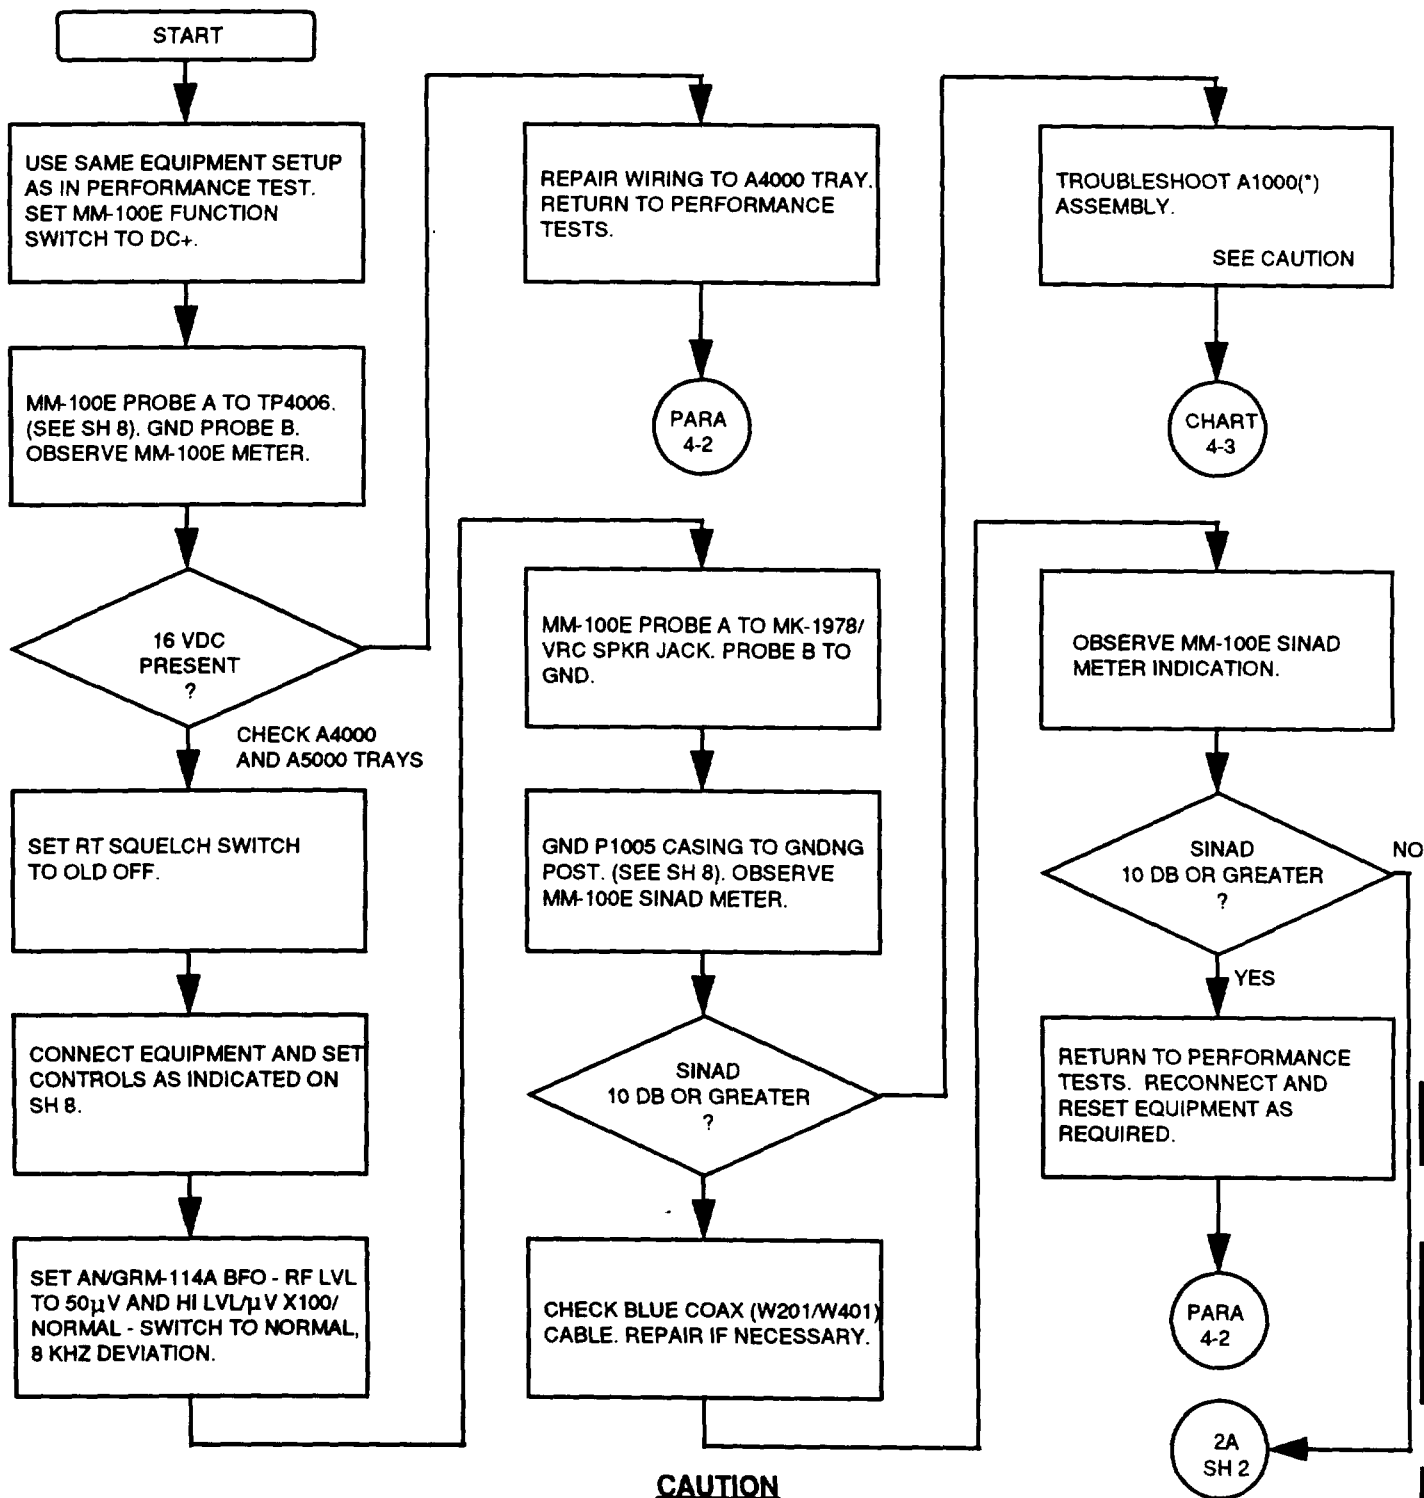 START
USE SAME EQUIPMENT SETUP
AS IN PERFORMANCE TEST.
SET MM-100E FUNCTION
SWITCH TO DC+.
MM-100E PROBE A TO TP4006.
(SEE SH 8). GND PROBE B.
OBSERVE MM-100E METER.
16 VDC
PRESENT
?
CHECK A4000
AND A5000 TRAYS
SET RT SQUELCH SWITCH
TO OLD OFF.
CONNECT EQUIPMENT AND SET
CONTROLS AS INDICATED ON
SH 8.
SET AN/GRM-114A BFO - RF LVL
TO 50µV AND HI LVL/µV X100/
NORMAL - SWITCH TO NORMAL,
8 KHZ DEVIATION.
REPAIR WIRING TO A4000 TRAY.
RETURN TO PERFORMANCE
TESTS.
PARA
4-2
MM-100E PROBE A TO MK-1978/
VRC SPKR JACK. PROBE B TO
GND.
GND P1005 CASING TO GNDNG
POST. (SEE SH 8). OBSERVE
MM-100E SINAD METER.
SINAD
10 DB OR GREATER
?
CHECK BLUE COAX (W201/W401)
CABLE. REPAIR IF NECESSARY.
TROUBLESHOOT A1000(*)
ASSEMBLY.
SEE CAUTION
CHART
4-3
OBSERVE MM-100E SINAD
METER INDICATION.
SINAD
10 DB OR GREATER
?
NO
YES
RETURN TO PERFORMANCE
TESTS. RECONNECT AND
RESET EQUIPMENT AS
REQUIRED.
PARA
4-2
2A
SH 2
CAUTION